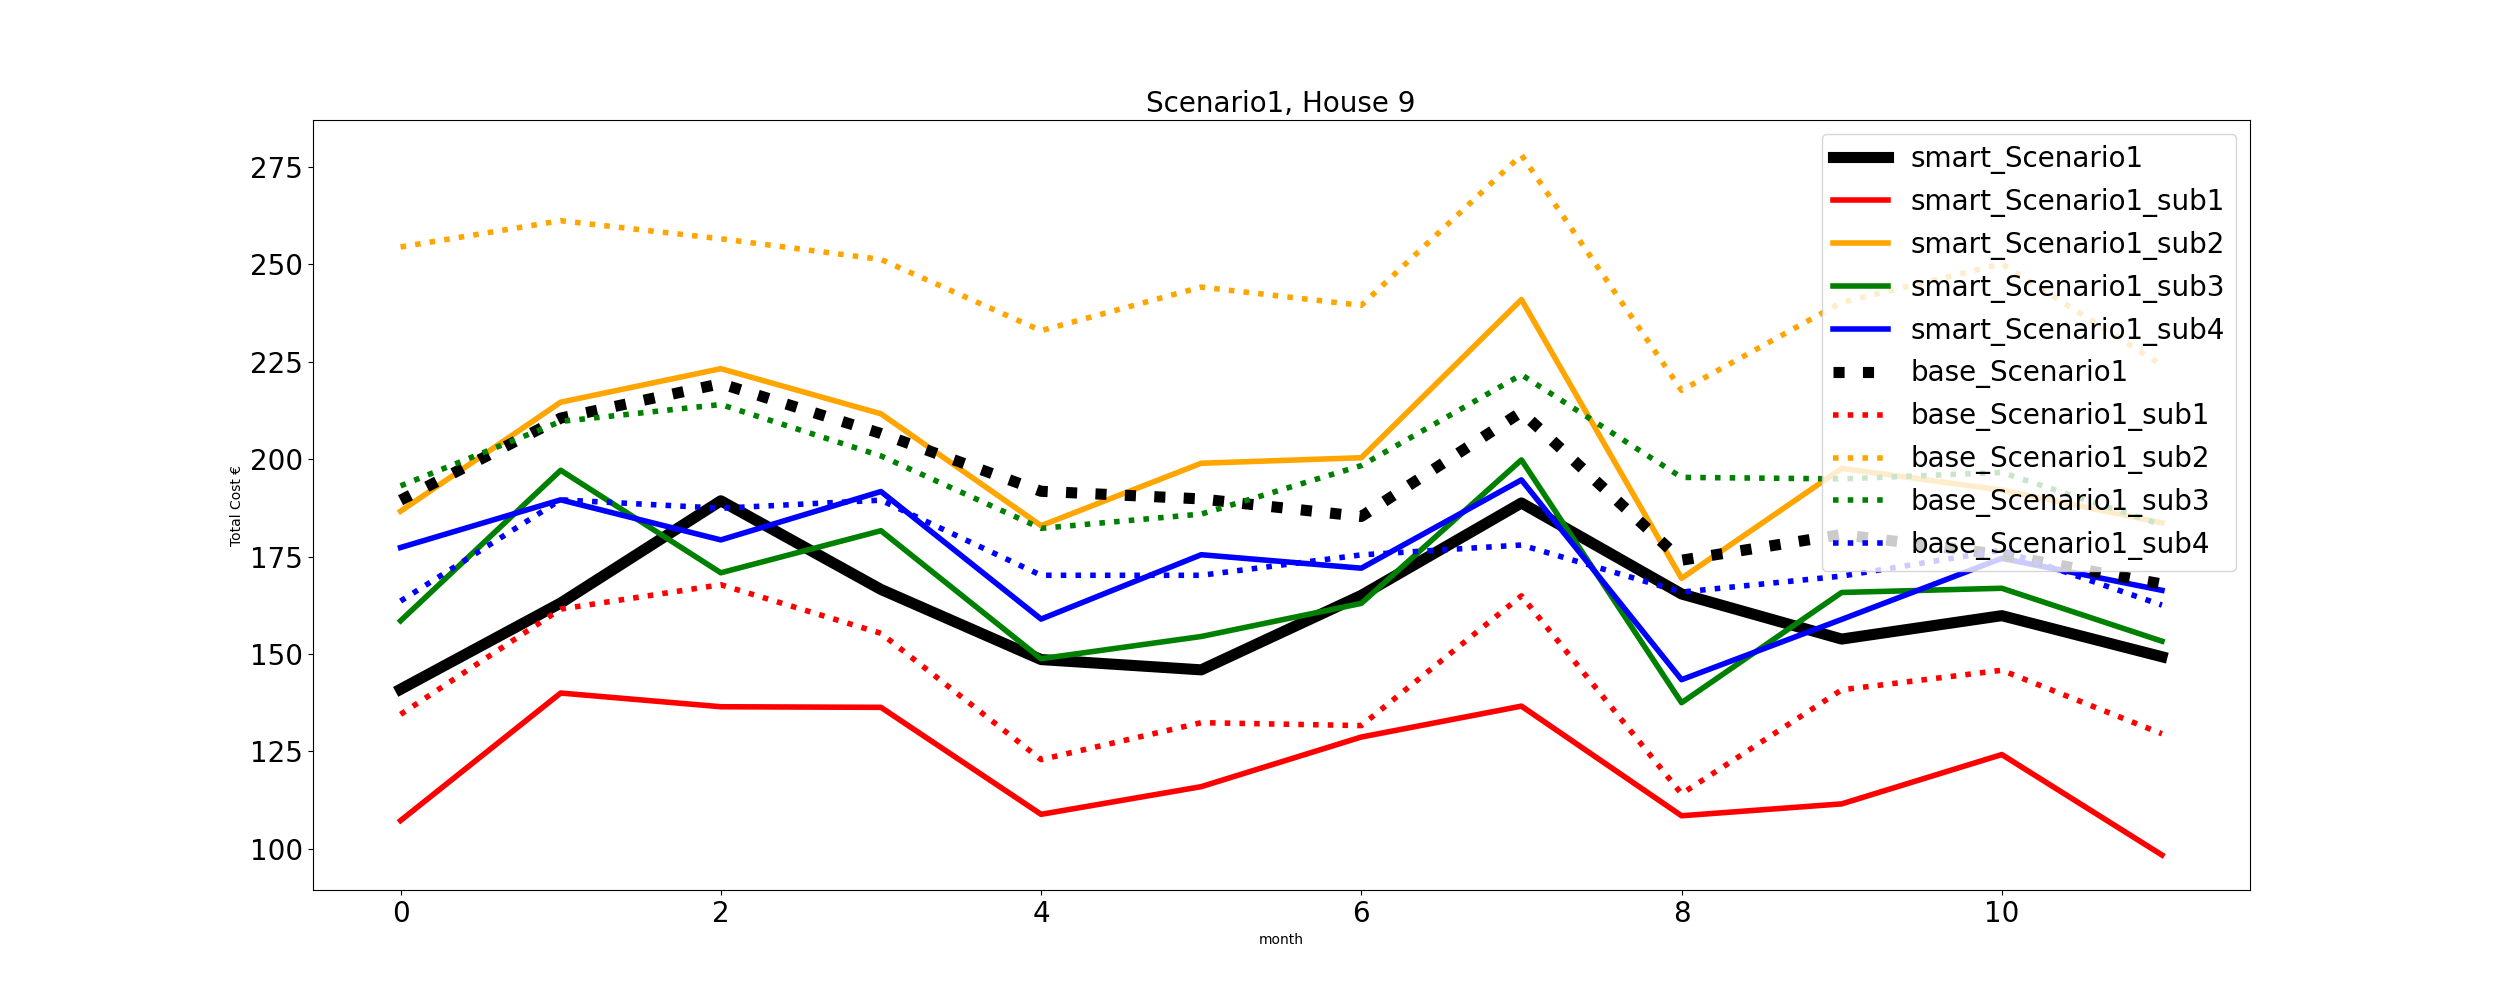 Scenario1, House 9
Total Cost €
275
250
225
200
175
150
125
100
0 2 4 6 8 10
month
smart_Scenario1
smart_Scenario1_sub1
smart_Scenario1_sub2
smart_Scenario1_sub3
smart_Scenario1_sub4
base_Scenario1
base_Scenario1_sub1
base_Scenario1_sub2
base_Scenario1_sub3
base_Scenario1_sub4